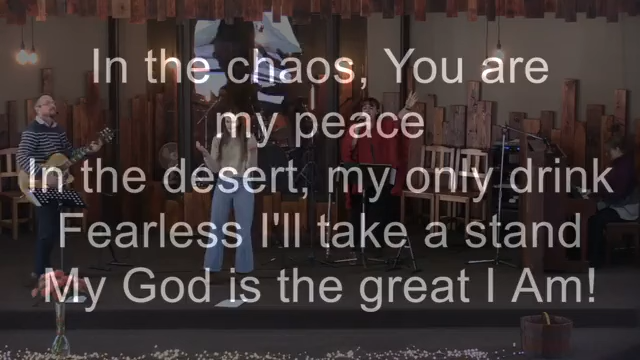 In the chaos, You are
my peace
In the desert, my only drink
Fearless I'll take a stand
My God is the great I Am!